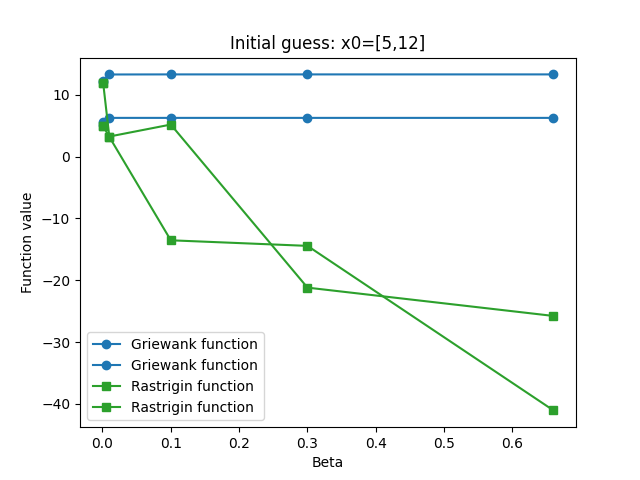 Initial guess: x0=[5,12]
Function value
10
0
−10
−20
−30
−40
Griewank function
Griewank function
Rastrigin function
Rastrigin function
0.0 0.1 0.2 0.3 0.4 0.5 0.6
Beta